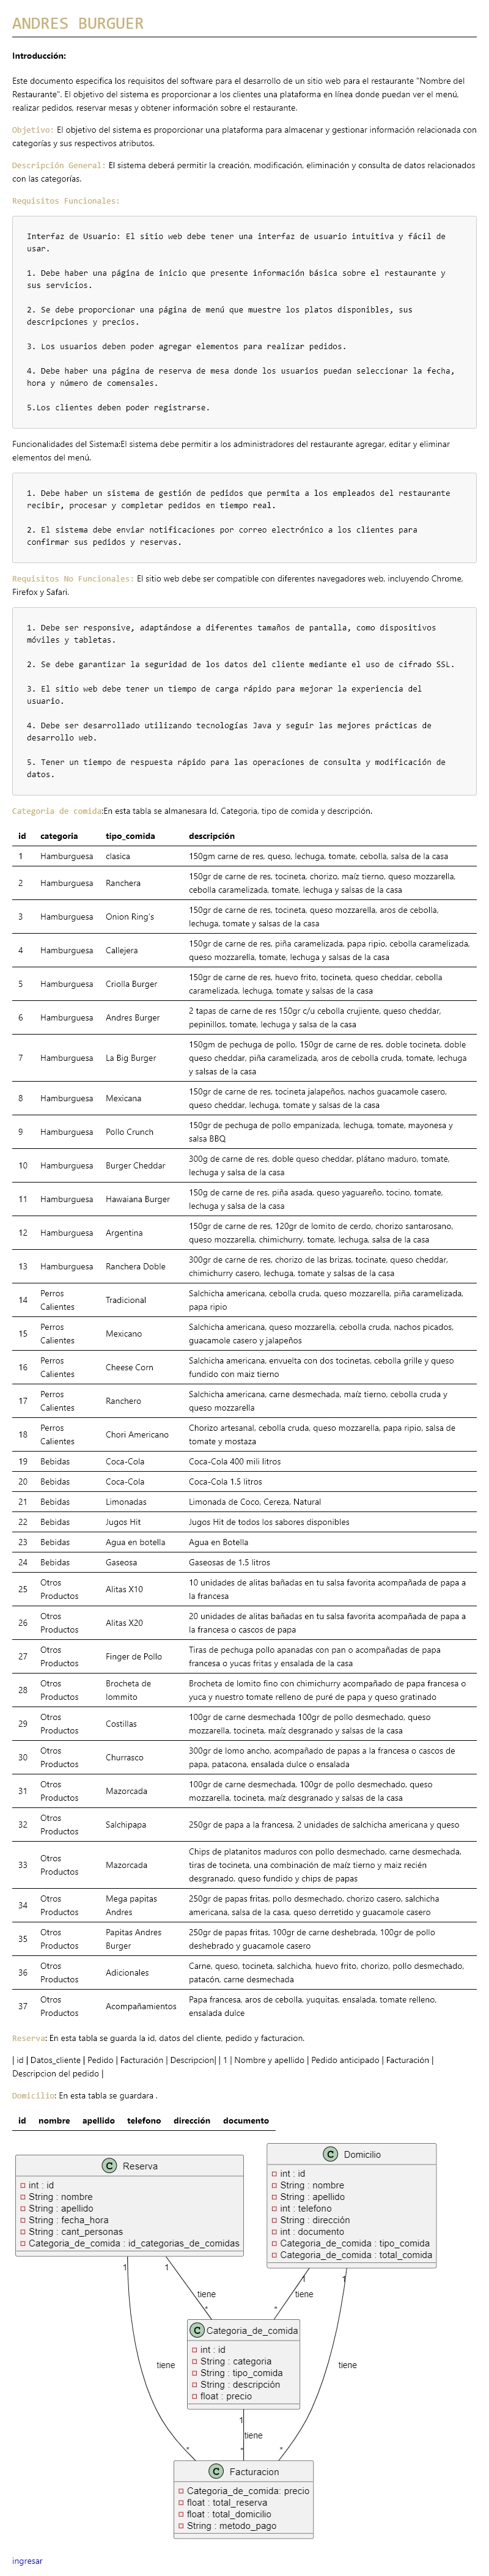 ANDRES BURGUER
Introducción:
Este documento especifica los requisitos del software para el desarrollo de un sitio web para el restaurante "Nombre del
Restaurante". El objetivo del sistema es proporcionar a los clientes una plataforma en línea donde puedan ver el menú,
realizar pedidos, reservar mesas y obtener información sobre el restaurante.
Objetivo: El objetivo del sistema es proporcionar una plataforma para almacenar y gestionar información relacionada con
categorías y sus respectivos atributos.
Descripción General: El sistema deberá permitir la creación, modificación, eliminación y consulta de datos relacionados
con las categorías.
Requisitos Funcionales:
Interfaz de Usuario: El sitio web debe tener una interfaz de usuario intuitiva y fácil de
usar.
1. Debe haber una página de inicio que presente información básica sobre el restaurante y
sus servicios.
2. Se debe proporcionar una página de menú que muestre los platos disponibles, sus
descripciones y precios.
3. Los usuarios deben poder agregar elementos para realizar pedidos.
4. Debe haber una página de reserva de mesa donde los usuarios puedan seleccionar la fecha,
hora y número de comensales.
5.Los clientes deben poder registrarse.
Funcionalidades del Sistema:El sistema debe permitir a los administradores del restaurante agregar, editar y eliminar
elementos del menú.
1. Debe haber un sistema de gestión de pedidos que permita a los empleados del restaurante
recibir, procesar y completar pedidos en tiempo real.
2. El sistema debe enviar notificaciones por correo electrónico a los clientes para
confirmar sus pedidos y reservas.
Requisitos No Funcionales: El sitio web debe ser compatible con diferentes navegadores web, incluyendo Chrome,
Firefox y Safari.
1. Debe ser responsive, adaptándose a diferentes tamaños de pantalla, como dispositivos
móviles y tabletas.
2. Se debe garantizar la seguridad de los datos del cliente mediante el uso de cifrado SSL.
3. El sitio web debe tener un tiempo de carga rápido para mejorar la experiencia del
usuario.
4. Debe ser desarrollado utilizando tecnologías Java y seguir las mejores prácticas de
desarrollo web.
5. Tener un tiempo de respuesta rápido para las operaciones de consulta y modificación de
datos.
Categoria de comida:En esta tabla se almanesara Id, Categoria, tipo de comida y descripción.
id categoria tipo_comida descripción
1 Hamburguesa clasica 150gm carne de res, queso, lechuga, tomate, cebolla, salsa de la casa
2 Hamburguesa Ranchera 150gr de carne de res, tocineta, chorizo, maíz tierno, queso mozzarella,
cebolla caramelizada, tomate, lechuga y salsas de la casa
3 Hamburguesa Onion Ring's 150gr de carne de res, tocineta, queso mozzarella, aros de cebolla,
lechuga, tomate y salsas de la casa
4 Hamburguesa Callejera 150gr de carne de res, piña caramelizada, papa ripio, cebolla caramelizada,
queso mozzarella, tomate, lechuga y salsas de la casa
5 Hamburguesa Criolla Burger 150gr de carne de res, huevo frito, tocineta, queso cheddar, cebolla
caramelizada, lechuga, tomate y salsas de la casa
6 Hamburguesa Andres Burger 2 tapas de carne de res 150gr c/u cebolla crujiente, queso cheddar,
pepinillos, tomate, lechuga y salsa de la casa
7 Hamburguesa La Big Burger 150gm de pechuga de pollo, 150gr de carne de res, doble tocineta, doble
queso cheddar, piña caramelizada, aros de cebolla cruda, tomate, lechuga
y salsas de la casa
8 Hamburguesa Mexicana 150gr de carne de res, tocineta jalapeños, nachos guacamole casero,
queso cheddar, lechuga, tomate y salsas de la casa
9 Hamburguesa Pollo Crunch 150gr de pechuga de pollo empanizada, lechuga, tomate, mayonesa y
salsa BBQ
10 Hamburguesa Burger Cheddar 300g de carne de res, doble queso cheddar, plátano maduro, tomate,
lechuga y salsa de la casa
11 Hamburguesa Hawaiana Burger 150g de carne de res, piña asada, queso yaguareño, tocino, tomate,
lechuga y salsa de la casa
12 Hamburguesa Argentina 150gr de carne de res, 120gr de lomito de cerdo, chorizo santarosano,
queso mozzarella, chimichurry, tomate, lechuga, salsa de la casa
13 Hamburguesa Ranchera Doble 300gr de carne de res, chorizo de las brizas, tocinate, queso cheddar,
chimichurry casero, lechuga, tomate y salsas de la casa
14 Perros Calientes Tradicional Salchicha americana, cebolla cruda, queso mozzarella, piña caramelizada,
papa ripio
15 Perros Calientes Mexicano Salchicha americana, queso mozzarella, cebolla cruda, nachos picados,
guacamole casero y jalapeños
16 Perros Calientes Cheese Corn Salchicha americana, envuelta con dos tocinetas, cebolla grille y queso
fundido con maiz tierno
17 Perros Calientes Ranchero Salchicha americana, carne desmechada, maíz tierno, cebolla cruda y
queso mozzarella
18 Perros Calientes Chori Americano Chorizo artesanal, cebolla cruda, queso mozzarella, papa ripio, salsa de
tomate y mostaza
19 Bebidas Coca-Cola Coca-Cola 400 mili litros
20 Bebidas Coca-Cola Coca-Cola 1.5 litros
21 Bebidas Limonadas Limonada de Coco, Cereza, Natural
22 Bebidas Jugos Hit Jugos Hit de todos los sabores disponibles
23 Bebidas Agua en botella Agua en Botella
24 Bebidas Gaseosa Gaseosas de 1.5 litros
25 Otros Productos Alitas X10 10 unidades de alitas bañadas en tu salsa favorita acompañada de papa a
la francesa
26 Otros Productos Alitas X20 20 unidades de alitas bañadas en tu salsa favorita acompañada de papa a
la francesa o cascos de papa
27 Otros Productos Finger de Pollo Tiras de pechuga pollo apanadas con pan o acompañadas de papa
francesa o yucas fritas y ensalada de la casa
28 Otros Productos Brocheta de lommito Brocheta de lomito fino con chimichurry acompañado de papa francesa o
yuca y nuestro tomate relleno de puré de papa y queso gratinado
29 Otros Productos Costillas 100gr de carne desmechada 100gr de pollo desmechado, queso
mozzarella, tocineta, maíz desgranado y salsas de la casa
30 Otros Productos Churrasco 300gr de lomo ancho, acompañado de papas a la francesa o cascos de
papa, patacona, ensalada dulce o ensalada
31 Otros Productos Mazorcada 100gr de carne desmechada, 100gr de pollo desmechado, queso
mozzarella, tocineta, maíz desgranado y salsas de la casa
32 Otros Productos Salchipapa 250gr de papa a la francesa, 2 unidades de salchicha americana y queso
33 Otros Productos Mazorcada Chips de platanitos maduros con pollo desmechado, carne desmechada,
tiras de tocineta, una combinación de maíz tierno y maiz recién
desgranado, queso fundido y chips de papas
34 Otros Productos Mega papitas Andres 250gr de papas fritas, pollo desmechado, chorizo casero, salchicha
americana, salsa de la casa, queso derretido y guacamole casero
35 Otros Productos Papitas Andres Burger 250gr de papas fritas, 100gr de carne deshebrada, 100gr de pollo
deshebrado y guacamole casero
36 Otros Productos Adicionales Carne, queso, tocineta, salchicha, huevo frito, chorizo, pollo desmechado,
patacón, carne desmechada
37 Otros Productos Acompañamientos Papa francesa, aros de cebolla, yuquitas, ensalada, tomate relleno,
ensalada dulce
Reserva: En esta tabla se guarda la id, datos del cliente, pedido y facturacion.
| id | Datos_cliente | Pedido | Facturación | Descripcion| | 1 | Nombre y apellido | Pedido anticipado | Facturación |
Descripcion del pedido |
Domicilio: En esta tabla se guardara .
id nombre apellido telefono dirección documento
C Reserva
int : id
String : nombre
String : apellido
String : fecha_hora
String : cant_personas
Categoria_de_comida : id_categorias_de_comidas
C Domicilio
int : id
String : nombre
String : apellido
int : telefono
String : dirección
int : documento
Categoria_de_comida : tipo_comida
Categoria_de_comida : total_comida
1 1 1 1
tiene tiene
* *
C Categoria_de_comida
int : id
String : categoria
String : tipo_comida
String : descripción
float : precio
tiene tiene
1
tiene
* * *
C Facturacion
Categoria_de_comida: precio
float : total_reserva
float : total_domicilio
String : metodo_pago
ingresar